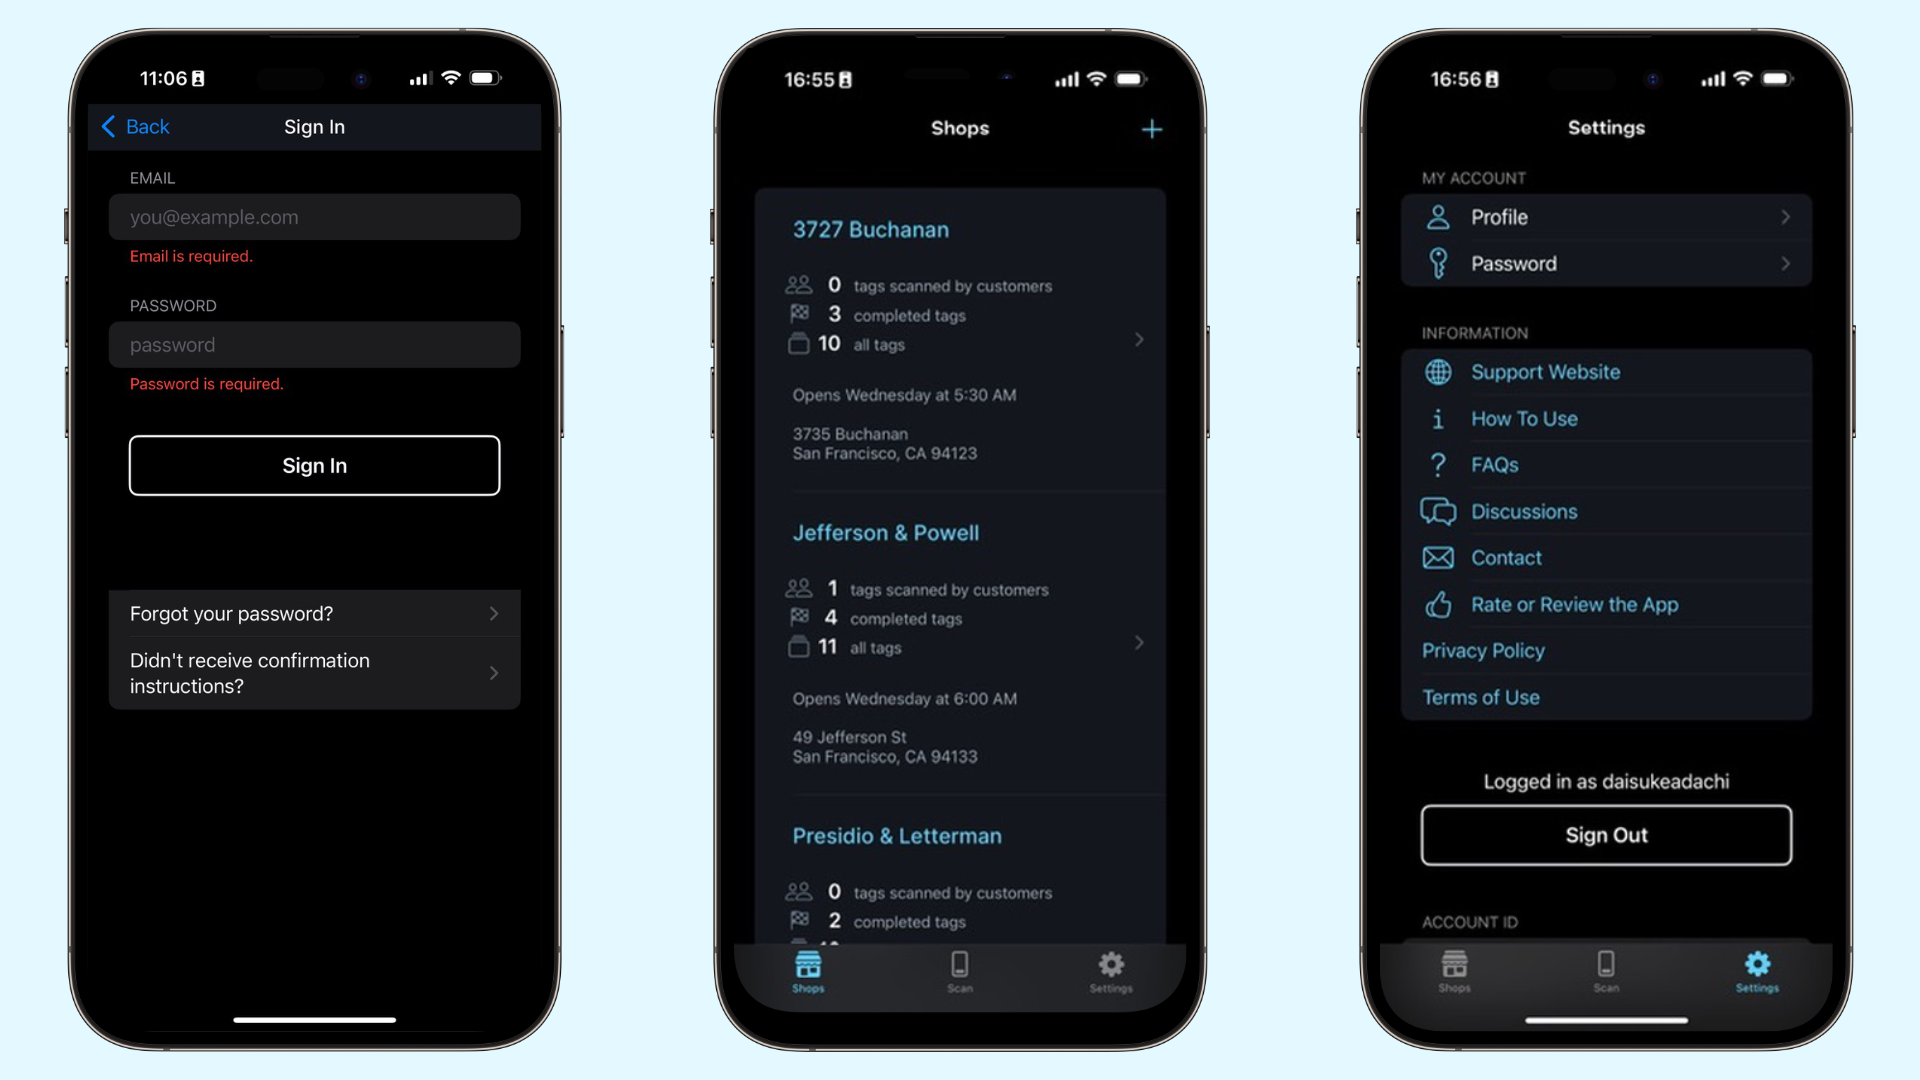 11:06
Back
Sign In
EMAIL
you@example.com
Email is required.
PASSWORD
password
Password is required.
Sign In
Forgot your password?
Didn't receive confirmation
instructions?
16:55
Shops
3727 Buchanan
0 tags scanned by customers
3 completed tags
10 all tags
Opens Wednesday at 5:30 AM
3735 Buchanan
San Francisco, CA 94123
Jefferson & Powell
1 tags scanned by customers
4 completed tags
11 all tags
Opens Wednesday at 6:00 AM
49 Jefferson St
San Francisco, CA 94133
Presidio & Letterman
0 tags scanned by customers
2 completed tags
Shops
Scan
Settings
16:56
Settings
MY ACCOUNT
Profile
Password
INFORMATION
Support Website
How To Use
FAQs
Discussions
Contact
Rate or Review the App
Privacy Policy
Terms of Use
Logged in as daisukeadachi
Sign Out
ACCOUNT ID
Shops
Scan
Settings